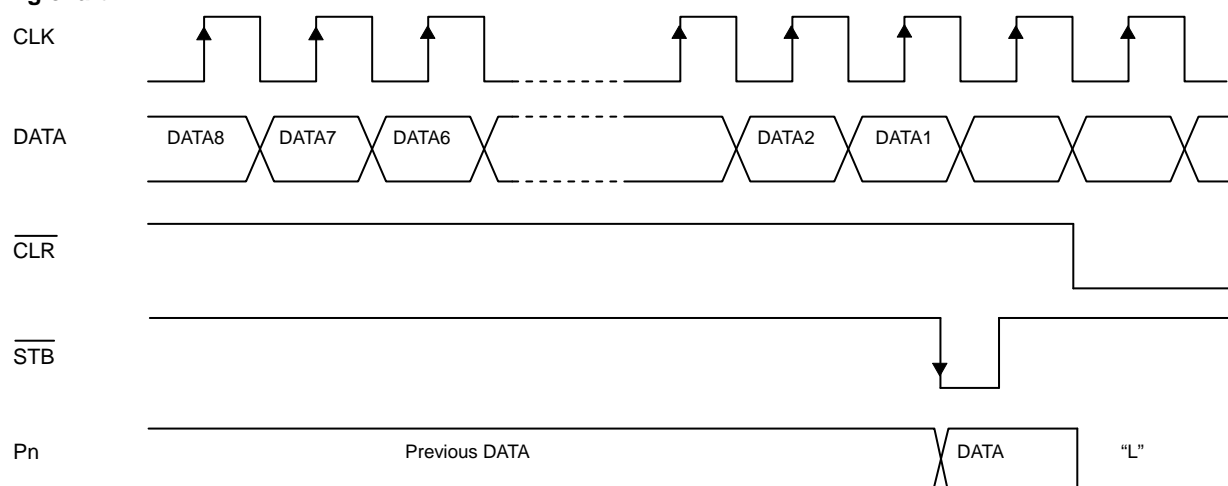 CLK
DATA
DATA8
DATA7
DATA6
DATA2
DATA1
CLR
STB
Pn
Previous DATA
DATA
“L”